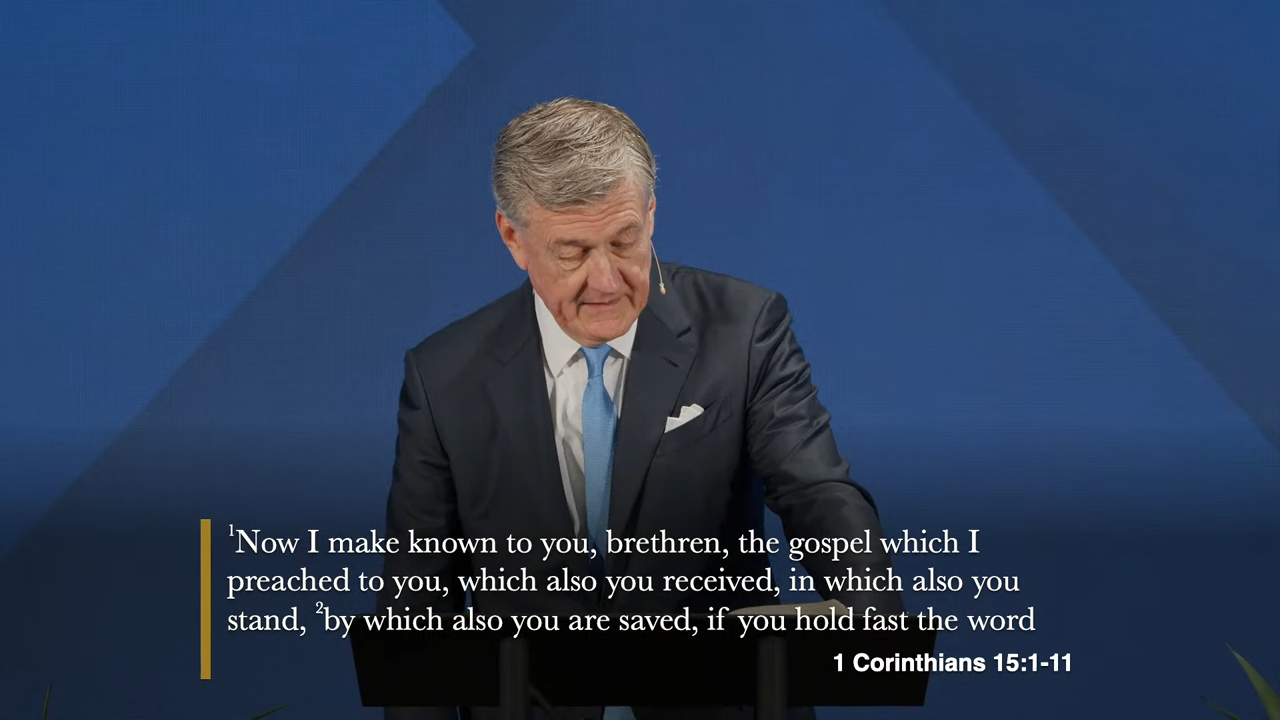 ¹Now I make known to you, brethren, the gospel which I
preached to you, which also you received, in which also you
stand, ²by which also you are saved, if you hold fast the word
1 Corinthians 15:1-11